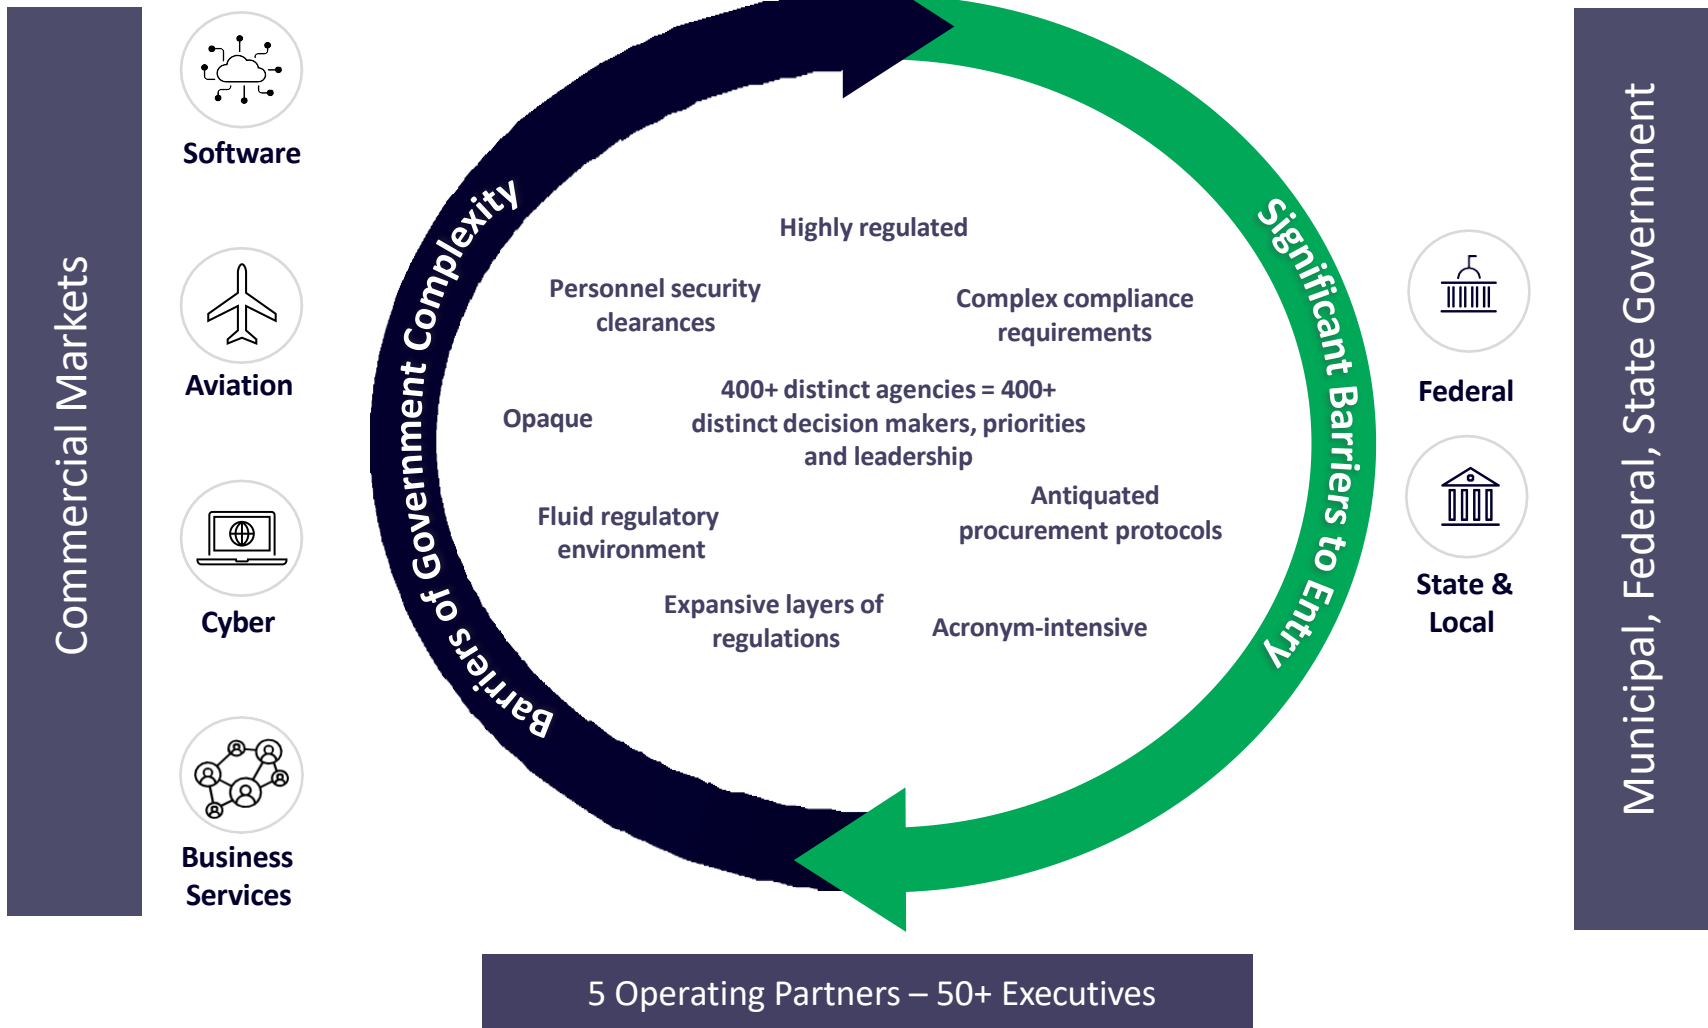 Commercial Markets
Software
Aviation
Cyber
Business
Services
Barriers of Government Complexity
Highly regulated
Personnel security
clearances
Complex compliance
requirements
400+ distinct agencies = 400+
distinct decision makers, priorities
and leadership
Opaque
Antiquated
procurement protocols
Fluid regulatory
environment
Expansive layers of
regulations
Acronym-intensive
Significant Barriers to Entry
Federal
State &
Local
Municipal, Federal, State Government
5 Operating Partners – 50+ Executives